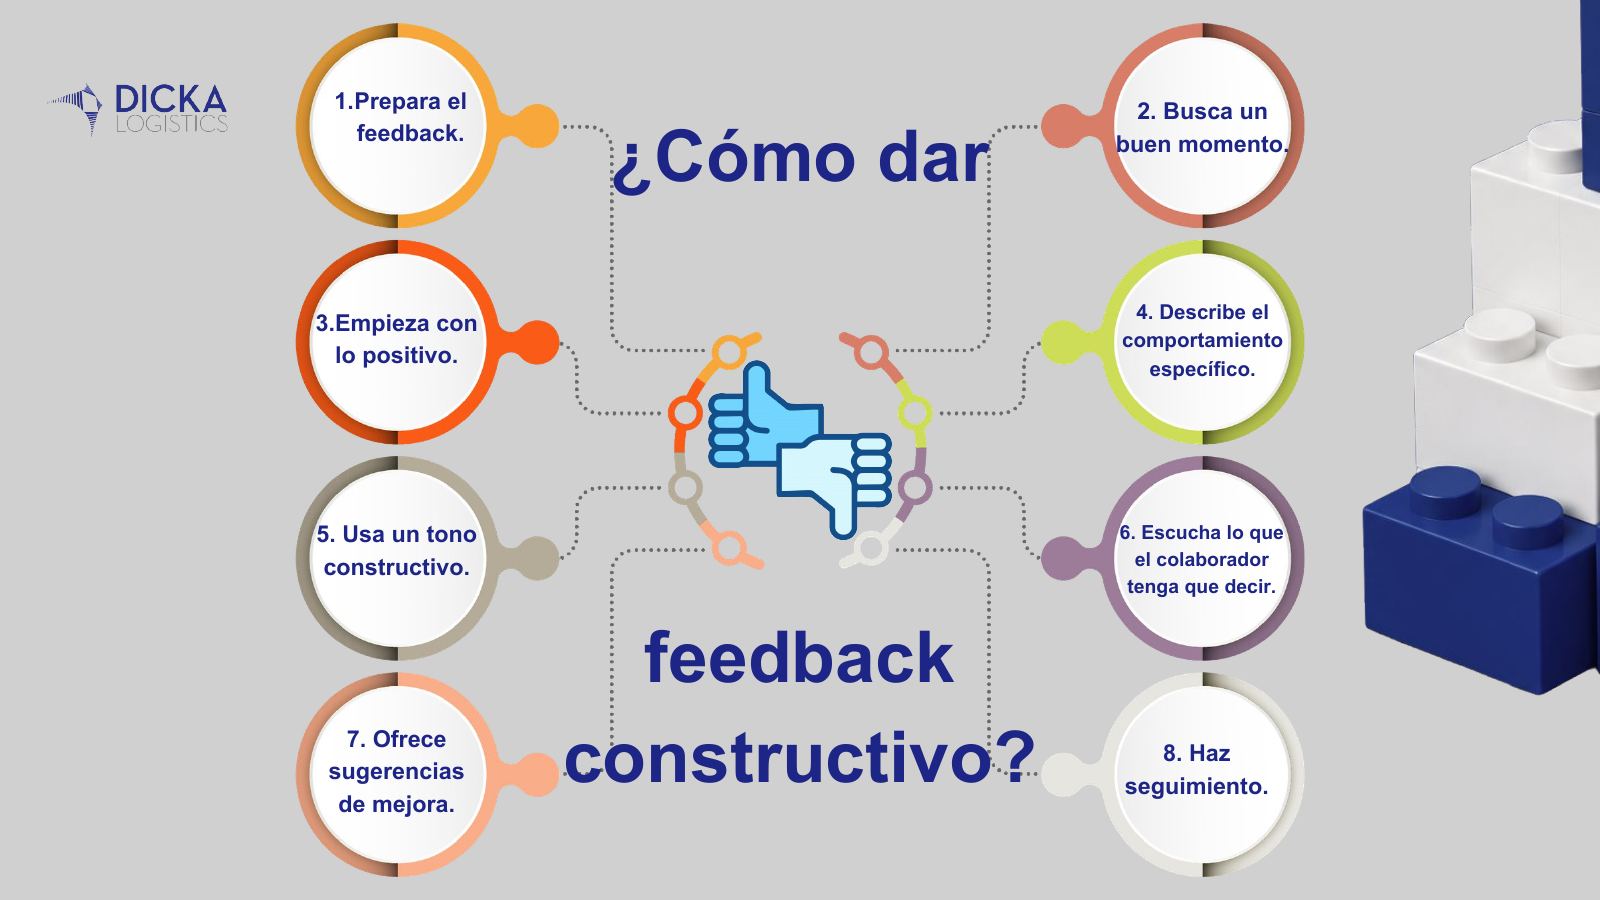 DICKA
LOGISTICS
¿Cómo dar
feedback
constructivo?
1.Prepara el
feedback.
2. Busca un
buen momento.
3.Empieza con
lo positivo.
4. Describe el
comportamiento
específico.
5. Usa un tono
constructivo.
6. Escucha lo que
el colaborador
tenga que decir.
7. Ofrece
sugerencias
de mejora.
8. Haz
seguimiento.